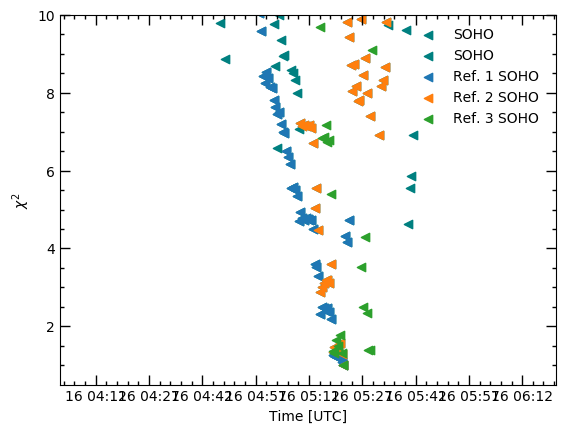 10
8
6
4
2
χ²
SOHO
SOHO
Ref. 1 SOHO
Ref. 2 SOHO
Ref. 3 SOHO
16 04:12 16 04:27 16 04:42 16 04:57 16 05:12 16 05:27 16 05:42 16 05:57 16 06:12
Time [UTC]